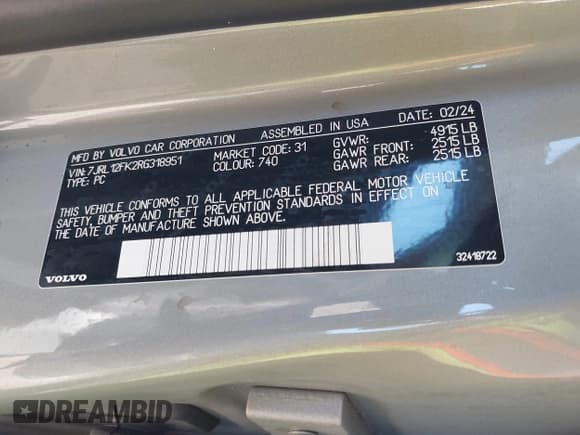 MFD BY VOLVO CAR CORPORATION ASSEMBLED IN USA DATE: 02/24
VIN: 7JRL12FK2RG318951 MARKET CODE: 31 GVWR: 4915 LB
TYPE: PC COLOUR: 740 GAWR FRONT: 2515 LB
GAWR REAR: 2515 LB
THIS VEHICLE CONFORMS TO ALL APPLICABLE FEDERAL MOTOR VEHICLE
SAFETY, BUMPER AND THEFT PREVENTION STANDARDS IN EFFECT ON
THE DATE OF MANUFACTURE SHOWN ABOVE.
VOLVO 32418722
DREAMBID